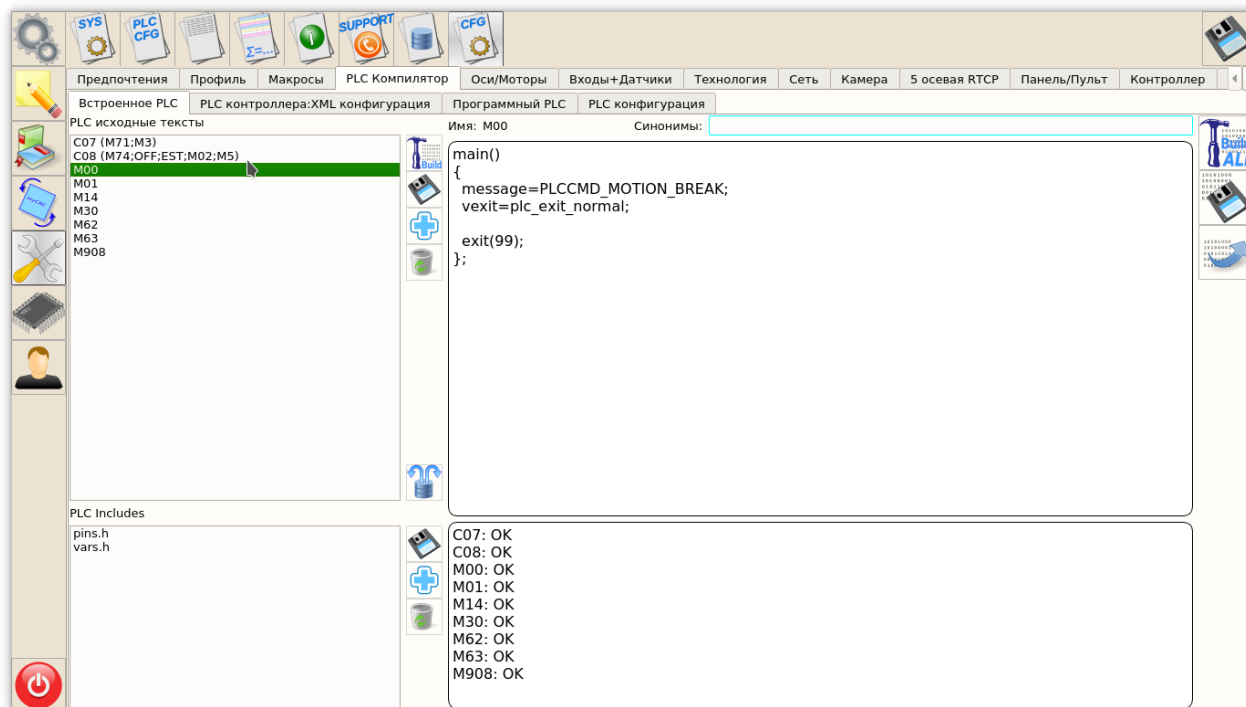 SYS
PLC CFG
Σ=...
SUPPORT
CFG
Предпочтения Профиль Макросы PLC Компилятор Оси/Моторы Входы+Датчики Технология Сеть Камера 5 осевая RTCP Панель/Пульт Контроллер
Встроенное PLC PLC контроллера:XML конфигурация Программный PLC PLC конфигурация
PLC исходные тексты
Имя: M00 Синонимы:
C07 (M71;M3)
C08 (M74;OFF;EST;M02;M5)
M00
M01
M14
M30
M62
M63
M908
myCNC
Build
Build
ALL
main()
{
message=PLCCMD_MOTION_BREAK;
vexit=plc_exit_normal;
exit(99);
};
PLC Includes
pins.h
vars.h
C07: OK
C08: OK
M00: OK
M01: OK
M14: OK
M30: OK
M62: OK
M63: OK
M908: OK